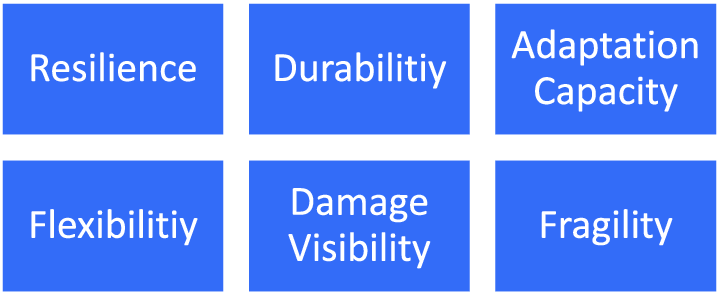 Resilience
Durabilitiy
Adaptation
Capacity
Flexibilitiy
Damage
Visibility
Fragility